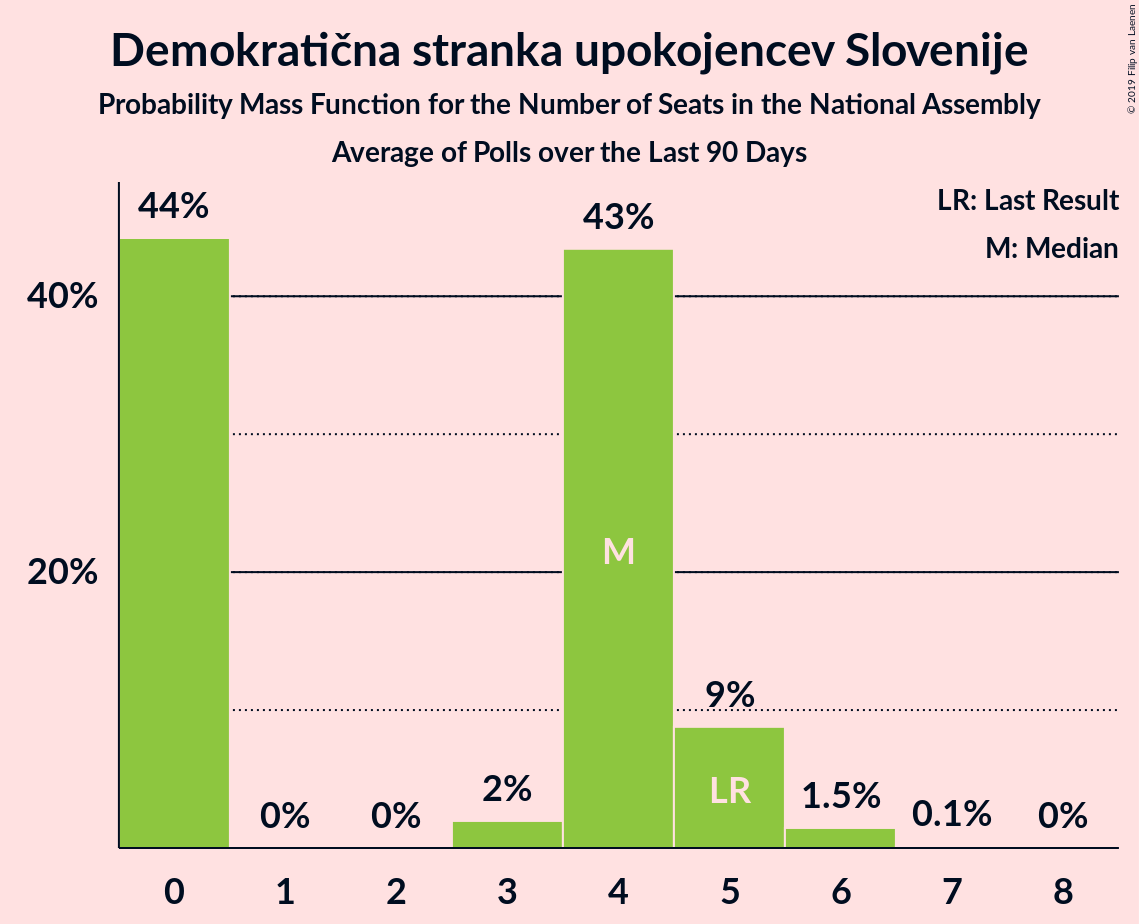 Demokratična stranka upokojencev Slovenije
Probability Mass Function for the Number of Seats in the National Assembly
Average of Polls over the Last 90 Days
© 2019 Filip van Laenen
LR: Last Result
M: Median
44%
43%
40%
M
20%
9%
LR
2%
1.5%
0%
0%
0.1%
0%
0 1 2 3 4 5 6 7 8